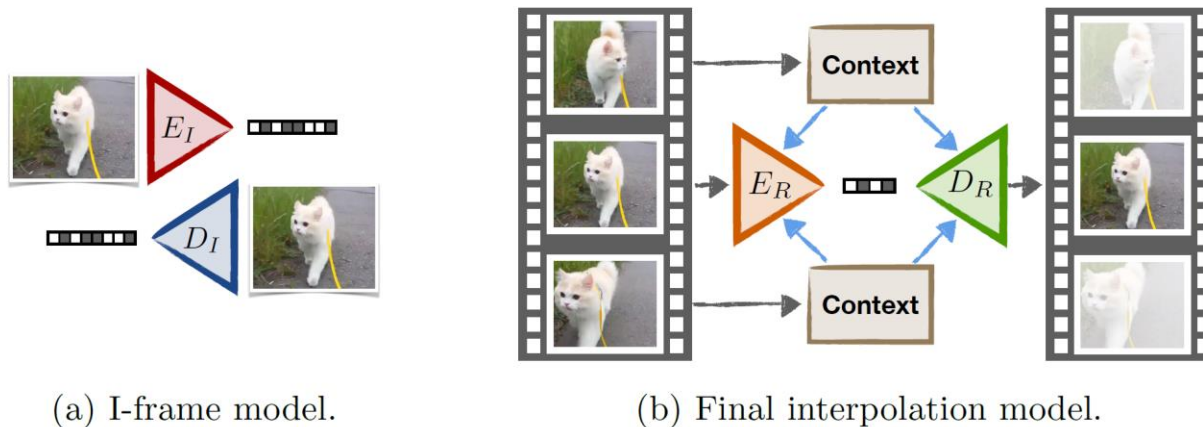 E_I
D_I
Context
E_R
D_R
Context
(a) I-frame model.
(b) Final interpolation model.